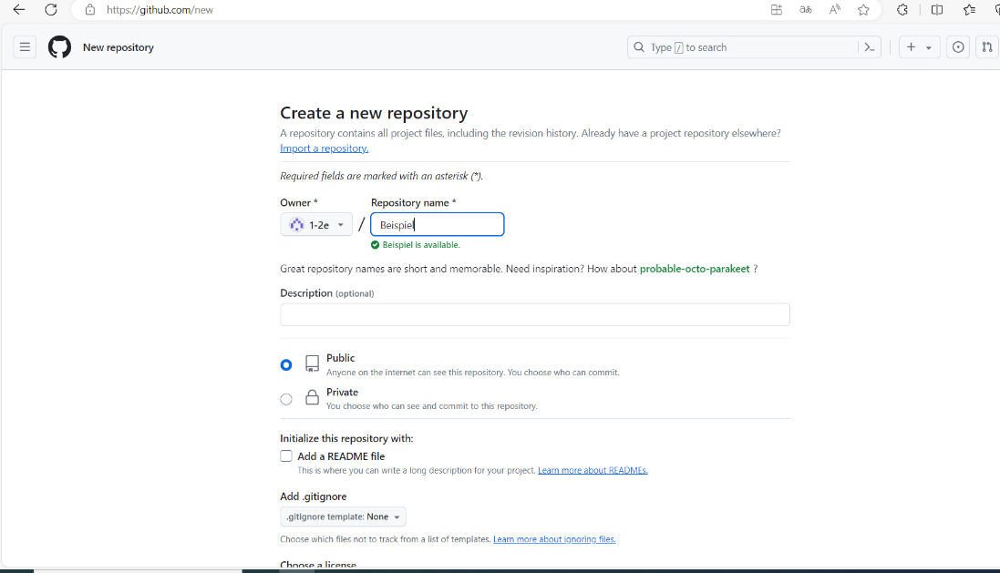 https://github.com/new
New repository
Type / to search
Create a new repository
A repository contains all project files, including the revision history. Already have a project repository elsewhere?
Import a repository.
Required fields are marked with an asterisk (*).
Owner * Repository name *
1-2e / Beispiel
Beispiel is available.
Great repository names are short and memorable. Need inspiration? How about probable-octo-parakeet ?
Description (optional)
Public
Anyone on the internet can see this repository. You choose who can commit.
Private
You choose who can see and commit to this repository.
Initialize this repository with:
Add a README file
This is where you can write a long description for your project. Learn more about READMEs.
Add .gitignore
.gitignore template: None
Choose which files not to track from a list of templates. Learn more about ignoring files.
Choose a license